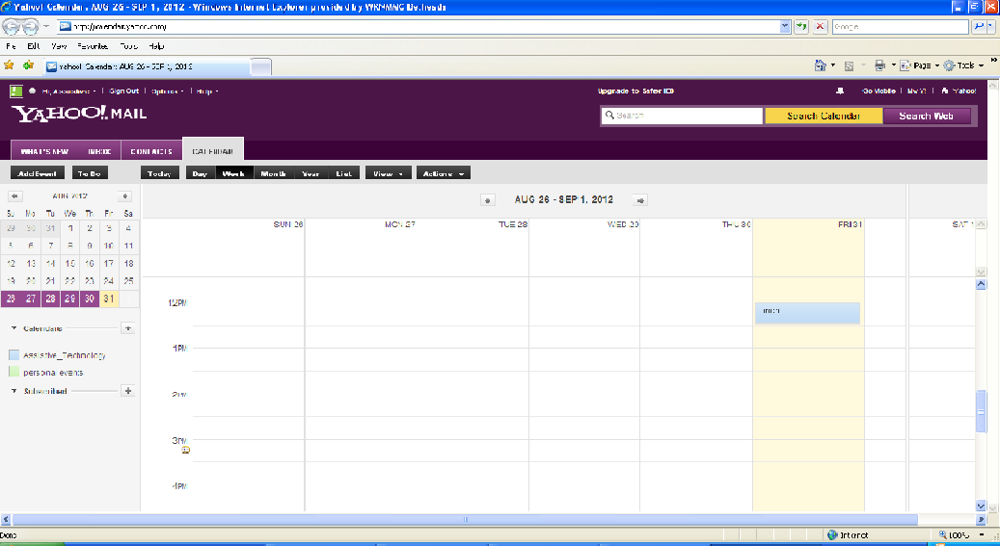 Yahoo! Calendar: AUG 26 - SEP 1, 2012 - Windows Internet Explorer provided by WRNMMC Bethesda
http://calendar.yahoo.com/
Google
File Edit View Favorites Tools Help
Yahoo! Calendar: AUG 26 - SEP 1, 2012
Page Tools
Hi, Assistive Sign Out Options Help
Upgrade to Safer IE8
Go Mobile My Y! Yahoo!
YAHOO! MAIL
Search Search Calendar Search Web
WHAT'S NEW INBOX CONTACTS CALENDAR
Add Event To Do Today Day Week Month Year List View Actions
AUG 2012
AUG 26 - SEP 1, 2012
Su Mo Tu We Th Fr Sa
29 30 31 1 2 3 4
5 6 7 8 9 10 11
12 13 14 15 16 17 18
19 20 21 22 23 24 25
26 27 28 29 30 31
SUN 26 MON 27 TUE 28 WED 29 THU 30 FRI 31 SAT 1
Calendars
Assistive_Technology
personal events
Subscribed
12PM
1PM
2PM
3PM
4PM
Done
Internet
100%